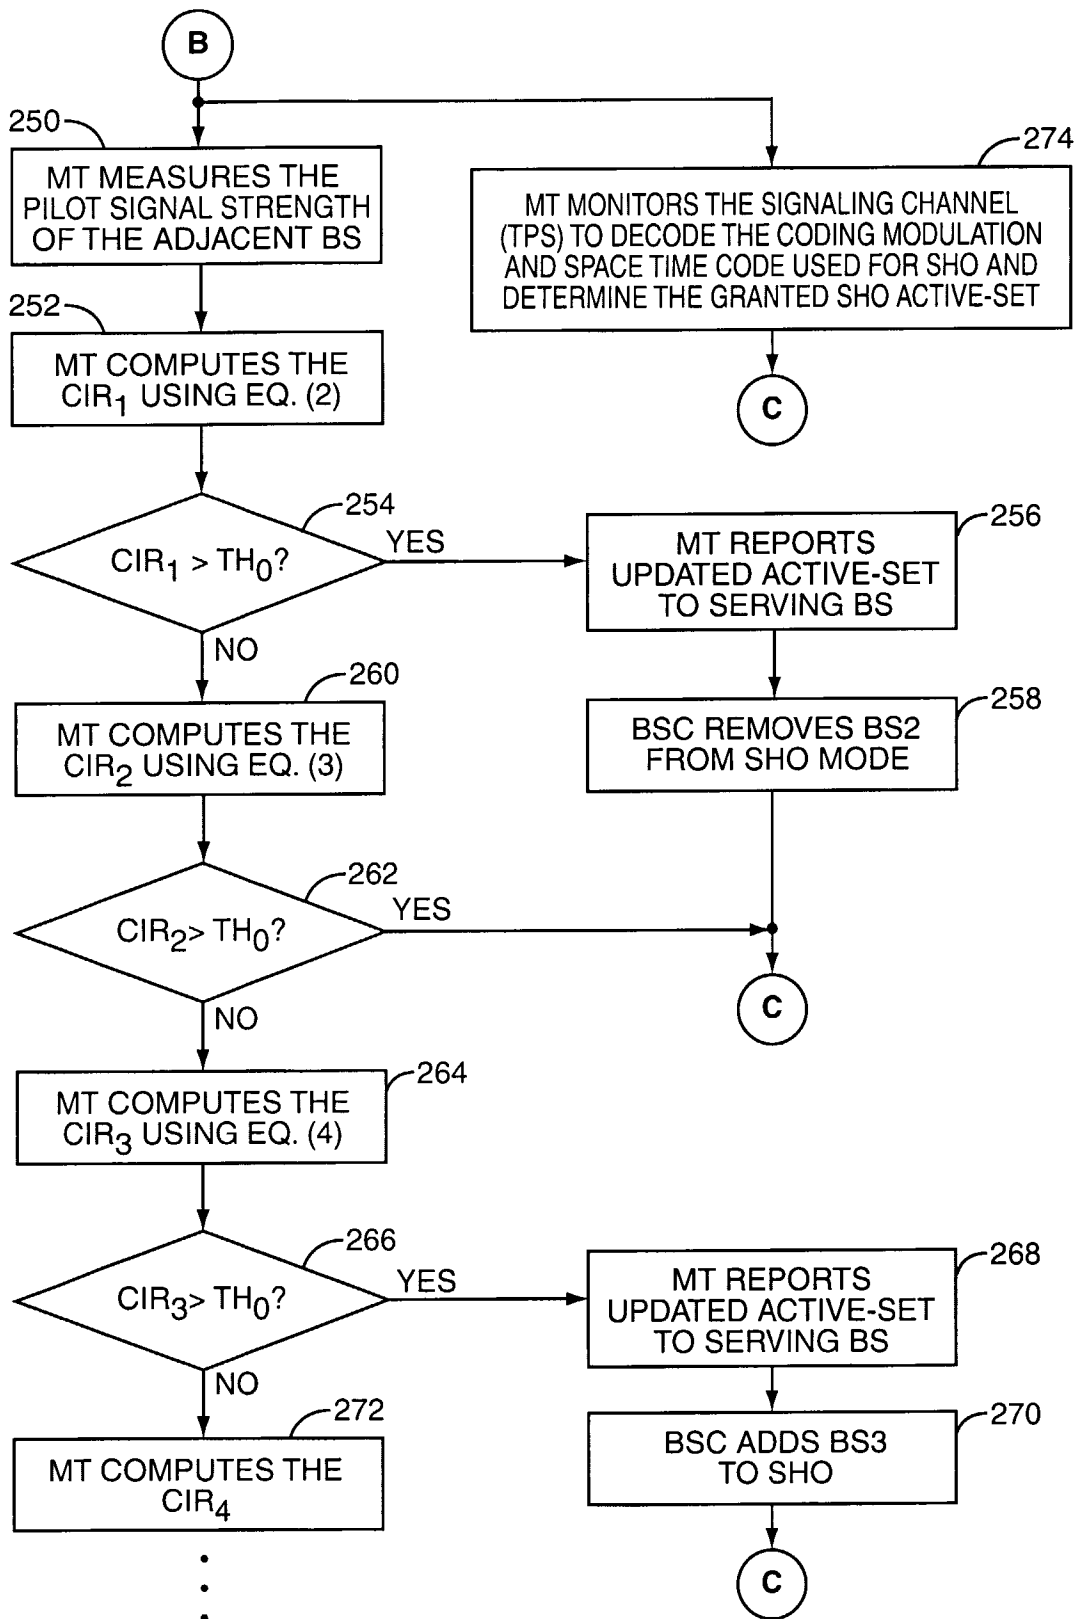 B
250
MT MEASURES THE
PILOT SIGNAL STRENGTH
OF THE ADJACENT BS
274
MT MONITORS THE SIGNALING CHANNEL
(TPS) TO DECODE THE CODING MODULATION
AND SPACE TIME CODE USED FOR SHO AND
DETERMINE THE GRANTED SHO ACTIVE-SET
C
252
MT COMPUTES THE
CIR1 USING EQ. (2)
254
CIR1 > TH0?
YES
NO
256
MT REPORTS
UPDATED ACTIVE-SET
TO SERVING BS
258
BSC REMOVES BS2
FROM SHO MODE
260
MT COMPUTES THE
CIR2 USING EQ. (3)
262
CIR2> TH0?
YES
NO
C
264
MT COMPUTES THE
CIR3 USING EQ. (4)
266
CIR3> TH0?
YES
NO
268
MT REPORTS
UPDATED ACTIVE-SET
TO SERVING BS
270
BSC ADDS BS3
TO SHO
C
272
MT COMPUTES THE
CIR4